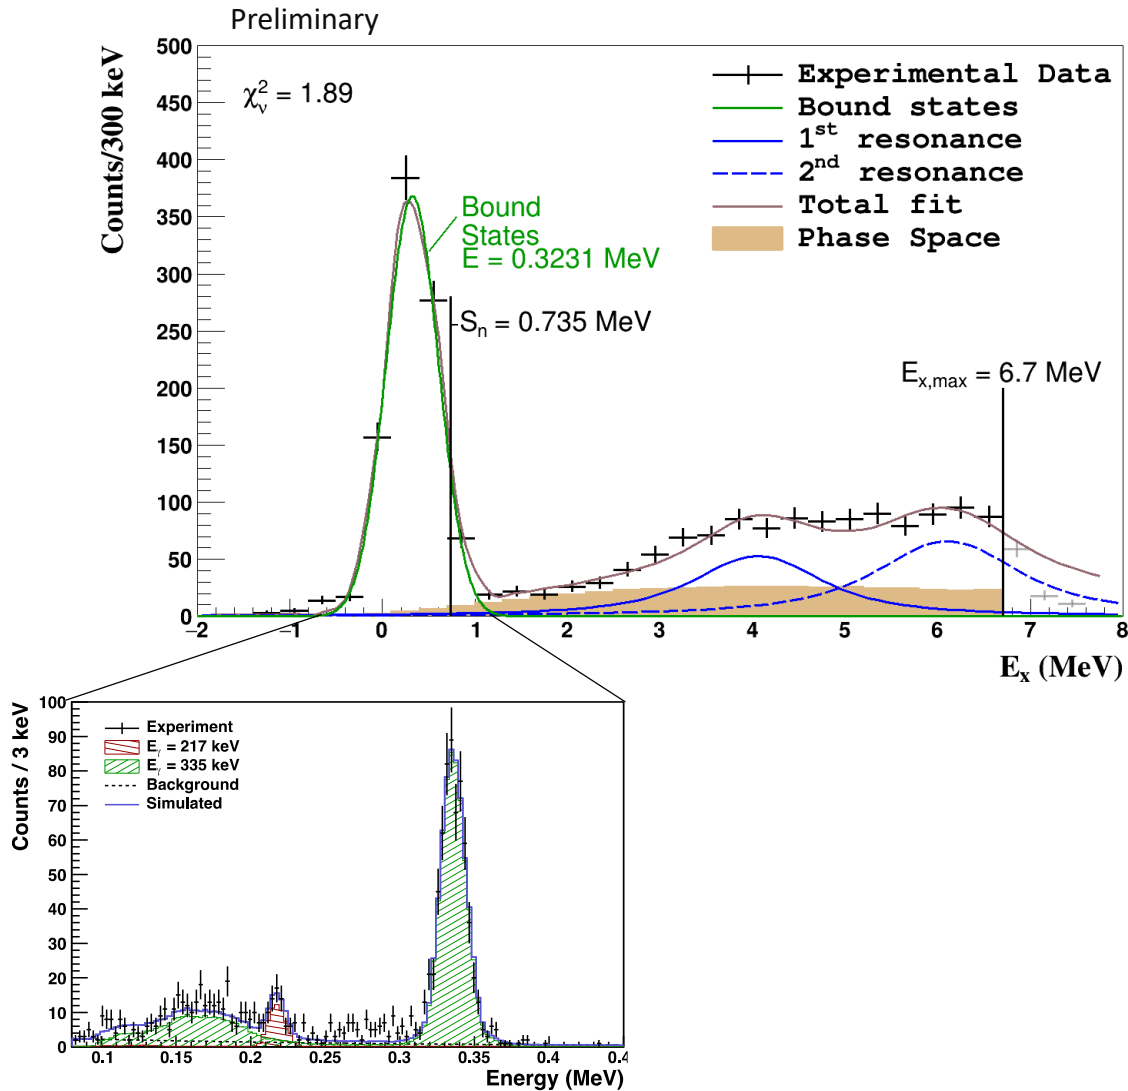 Preliminary
500
450
400
350
300
250
200
150
100
50
0
Counts/300 keV
χ²ᵥ = 1.89
Experimental Data
Bound states
1st resonance
2nd resonance
Total fit
Phase Space
Bound
States
E = 0.3231 MeV
Sn = 0.735 MeV
Ex,max = 6.7 MeV
−2 −1 0 1 2 3 4 5 6 7 8
Ex (MeV)
100
90
80
70
60
50
40
30
20
10
0
Counts / 3 keV
Experiment
Eγ = 217 keV
Eγ = 335 keV
Background
Simulated
0.1 0.15 0.2 0.25 0.3 0.35 0.4
Energy (MeV)